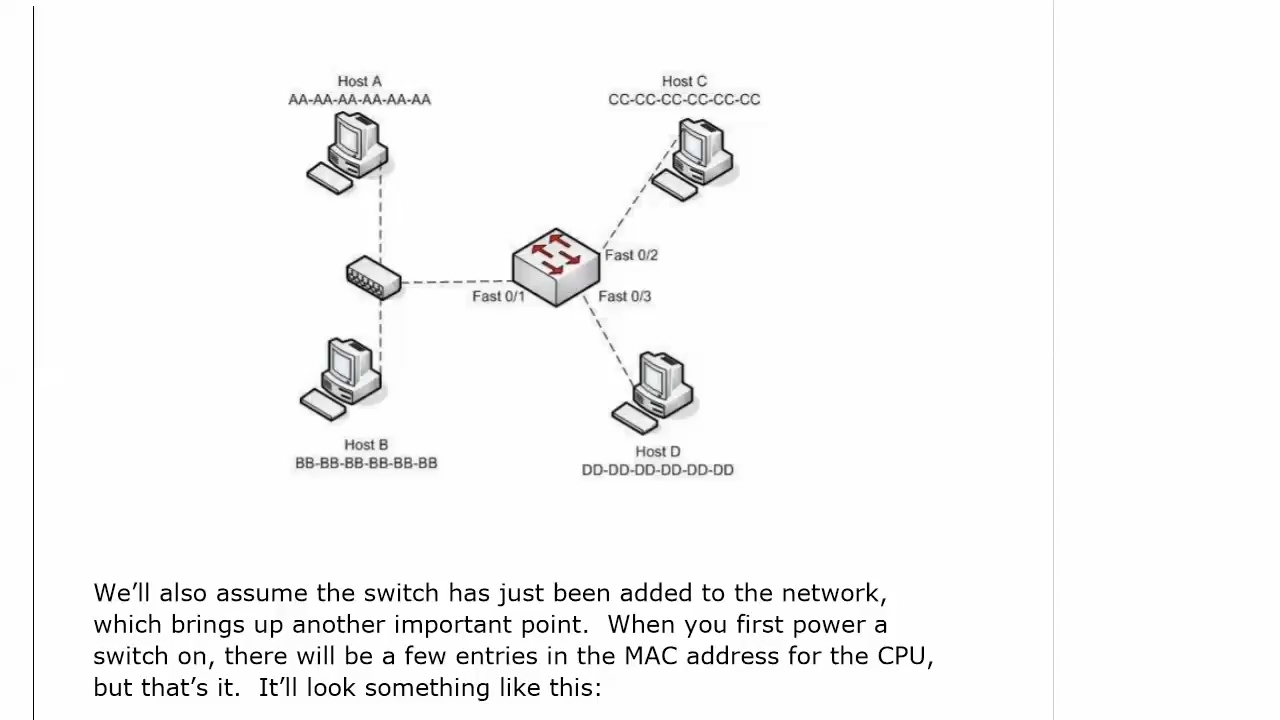 Host A
AA-AA-AA-AA-AA-AA
Host C
CC-CC-CC-CC-CC-CC
Fast 0/2
Fast 0/1
Fast 0/3
Host B
BB-BB-BB-BB-BB-BB
Host D
DD-DD-DD-DD-DD-DD
We’ll also assume the switch has just been added to the network,
which brings up another important point.  When you first power a
switch on, there will be a few entries in the MAC address for the CPU,
but that’s it.  It’ll look something like this: